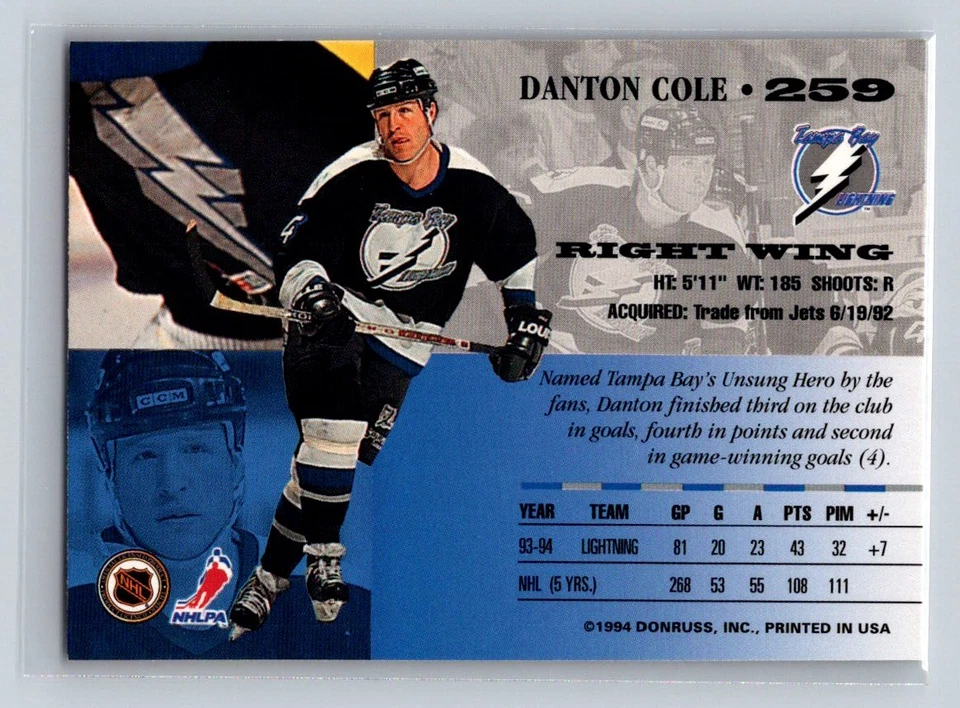 DANTON COLE • 259
Tampa Bay
LIGHTNING
RIGHT WING
HT: 5'11" WT: 185 SHOOTS: R
ACQUIRED: Trade from Jets 6/19/92
Tampa Bay
LIGHTNING
LOUI
Named Tampa Bay's Unsung Hero by the
fans, Danton finished third on the club
in goals, fourth in points and second
in game-winning goals (4).
CCM
YEAR TEAM GP G A PTS PIM +/-
93-94 LIGHTNING 81 20 23 43 32 +7
NHL (5 YRS.) 268 53 55 108 111
NHL
NHLPA
©1994 DONRUSS, INC., PRINTED IN USA